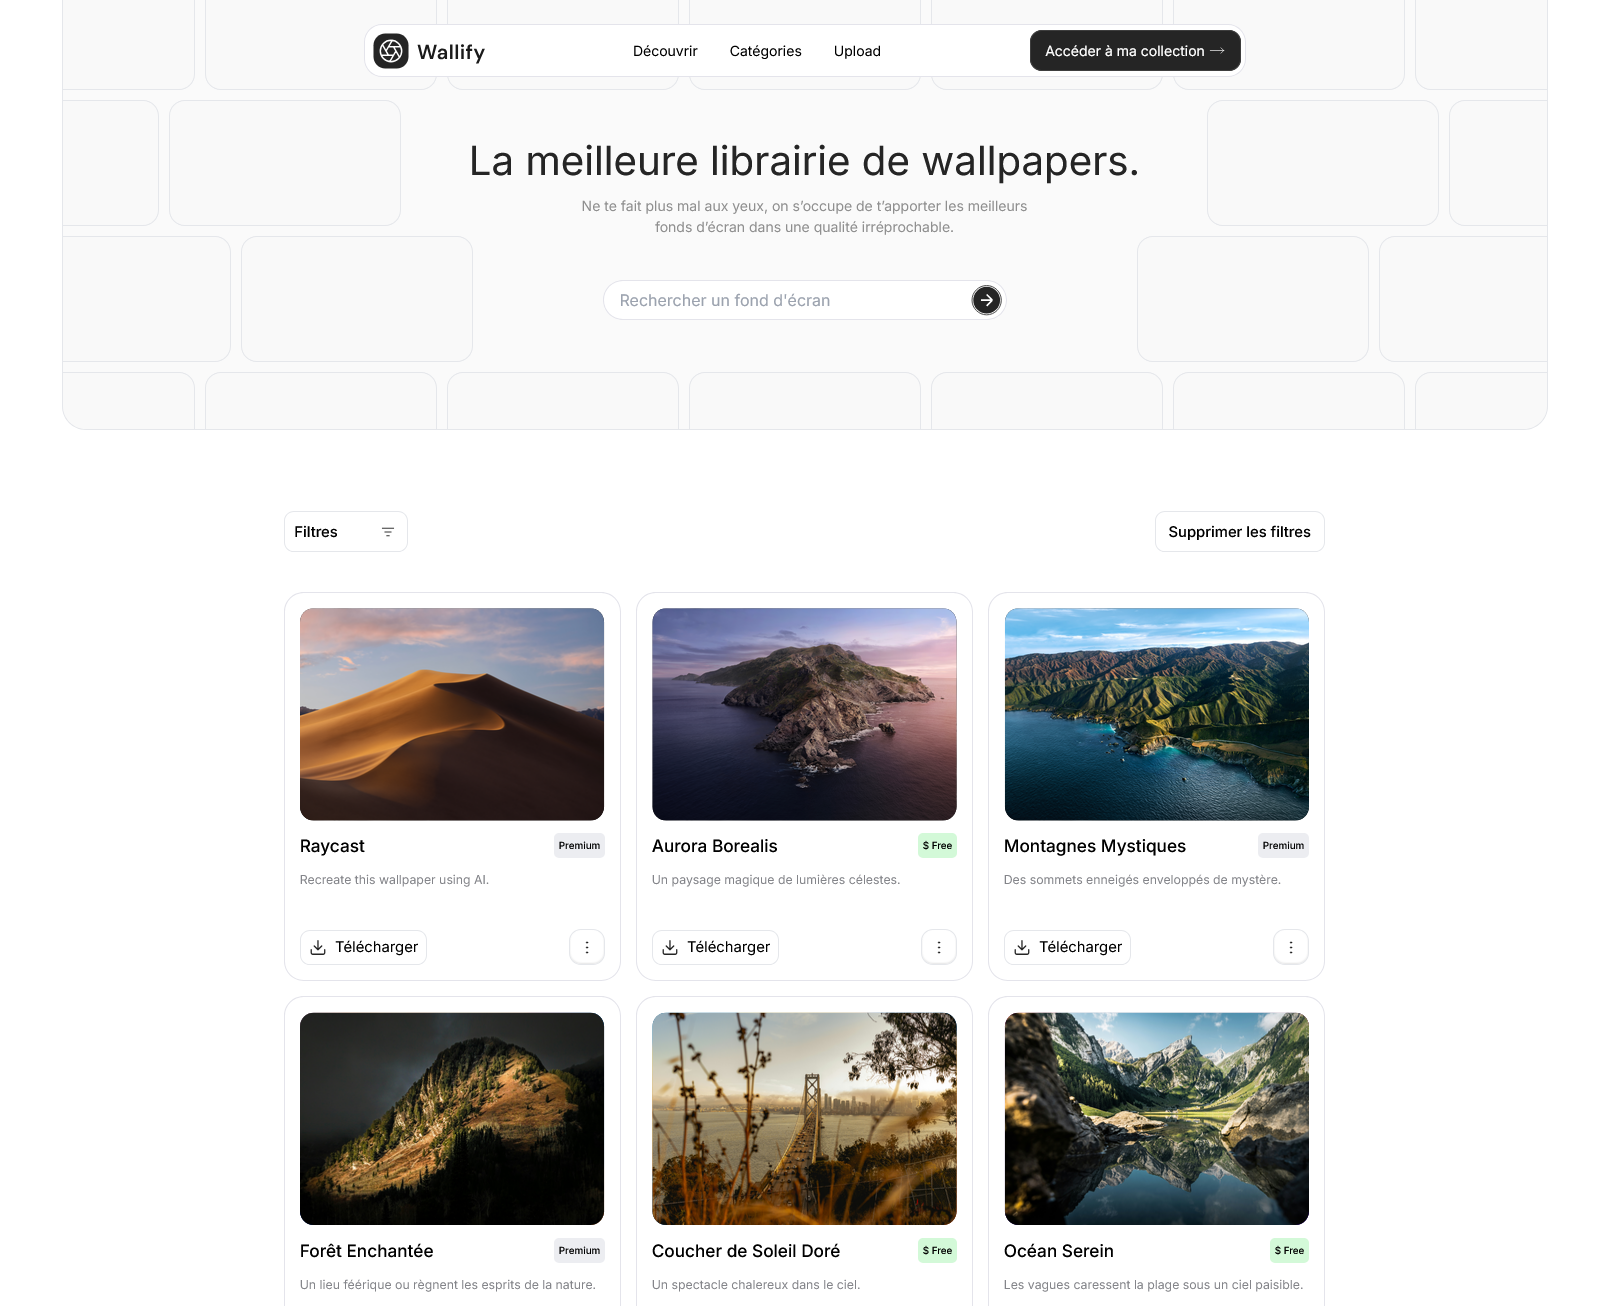 Wallify
Découvrir
Catégories
Upload
Accéder à ma collection
La meilleure librairie de wallpapers.
Ne te fait plus mal aux yeux, on s’occupe de t’apporter les meilleurs
fonds d’écran dans une qualité irréprochable.
Rechercher un fond d'écran
Filtres
Supprimer les filtres
Raycast
Premium
Recreate this wallpaper using AI.
Télécharger
Aurora Borealis
$ Free
Un paysage magique de lumières célestes.
Télécharger
Montagnes Mystiques
Premium
Des sommets enneigés enveloppés de mystère.
Télécharger
Forêt Enchantée
Premium
Un lieu féérique ou règnent les esprits de la nature.
Coucher de Soleil Doré
$ Free
Un spectacle chalereux dans le ciel.
Océan Serein
$ Free
Les vagues caressent la plage sous un ciel paisible.